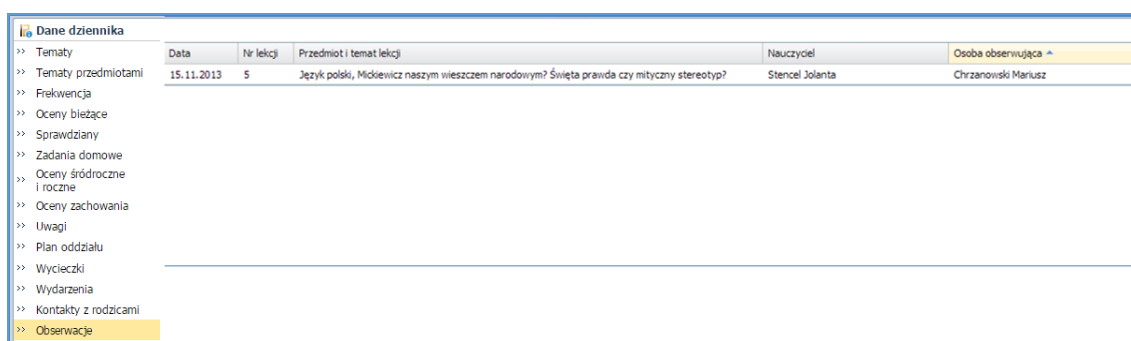 Dane dziennika
Tematy
Tematy przedmiotami
Frekwencja
Oceny bieżące
Sprawdziany
Zadania domowe
Oceny śródroczne
i roczne
Oceny zachowania
Uwagi
Plan oddziału
Wycieczki
Wydarzenia
Kontakty z rodzicami
Obserwacje
Data Nr lekcji Przedmiot i temat lekcji Nauczyciel Osoba obserwująca
15.11.2013 5 Język polski, Mickiewicz naszym wieszczem narodowym? Święta prawda czy mityczny stereotyp? Stencel Jolanta Chrzanowski Mariusz